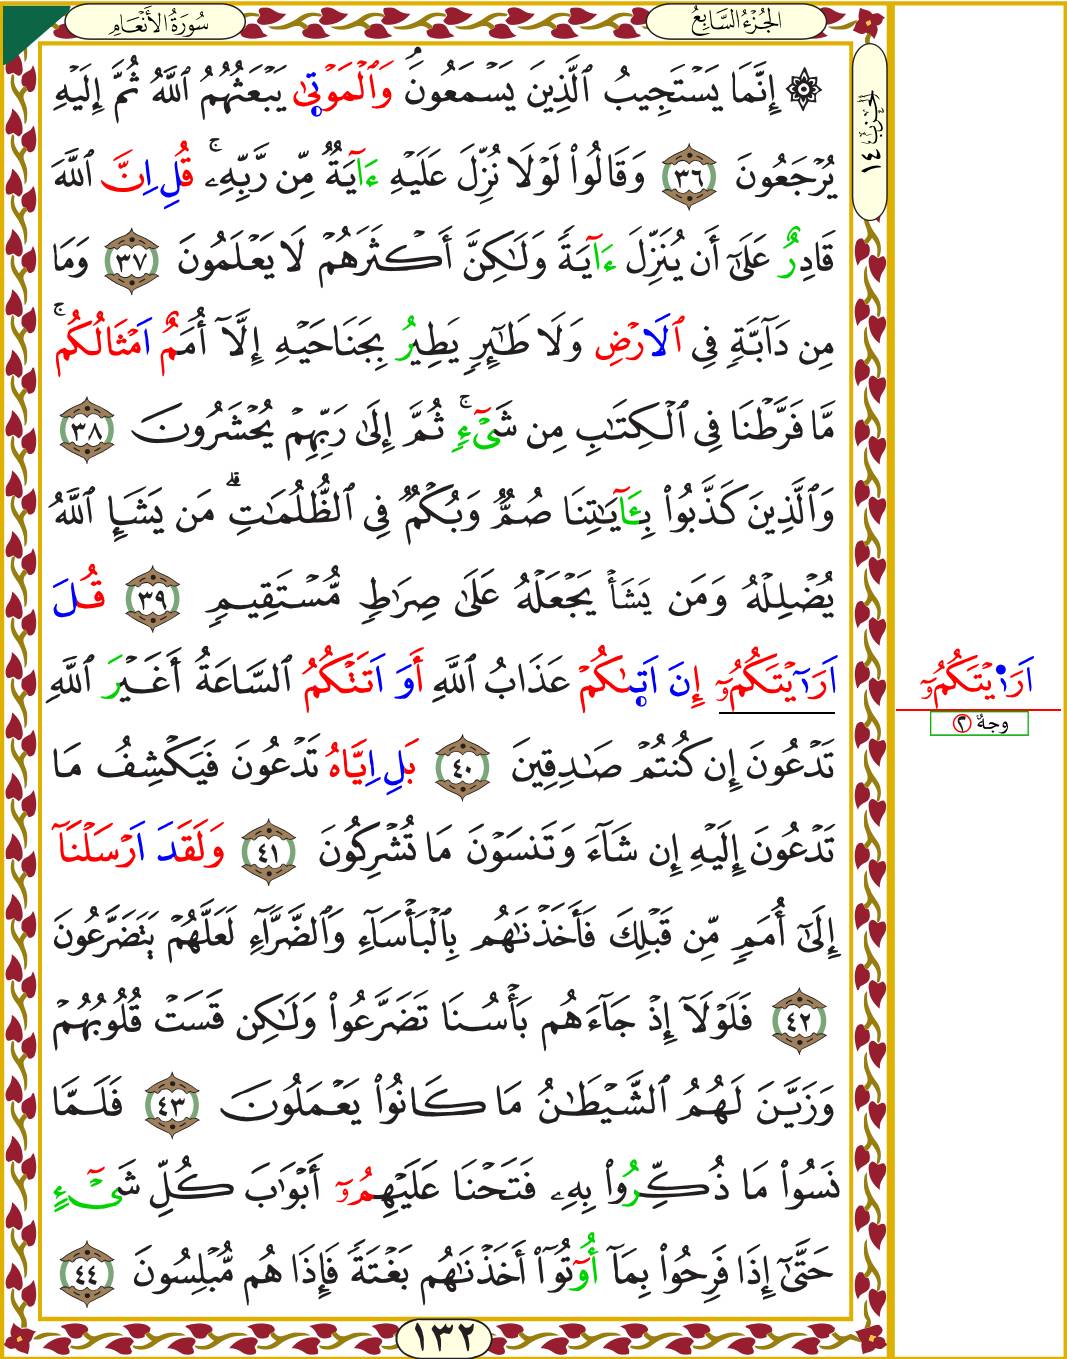 سُورَةُ الأَنْعَامِ
الجُزْءُ السَّابِعُ
الحِزْبُ ١٤
۞ إِنَّمَا يَسْتَجِيبُ ٱلَّذِينَ يَسْمَعُونَۘ وَٱلْمَوْتٜىٰ يَبْعَثُهُمُ ٱللَّهُ ثُمَّ إِلَيْهِ
يُرْجَعُونَ ٣٦ وَقَالُوا۟ لَوْلَا نُزِّلَ عَلَيْهِ ءَايَةٌ مِّن رَّبِّهِۦۚ قُلِ اِنَّ ٱللَّهَ
قَادِرٌ عَلَىٰٓ أَن يُنَزِّلَ ءَايَةً وَلَـٰكِنَّ أَكْثَرَهُمْ لَا يَعْلَمُونَ ٣٧ وَمَا
مِن دَآبَّةٍ فِى ٱلَارْضِ وَلَا طَـٰٓئِرٍ يَطِيرُ بِجَنَاحَيْهِ إِلَّآ أُمَمٌ اَمْثَالُكُمۚ
مَّا فَرَّطْنَا فِى ٱلْكِتَـٰبِ مِن شَىْءٍۚ ثُمَّ إِلَىٰ رَبِّهِمْ يُحْشَرُونَ ٣٨
وَٱلَّذِينَ كَذَّبُوا۟ بِـَٔايَـٰتِنَا صُمٌّ وَبُكْمٌ فِى ٱلظُّلُمَـٰتِۗ مَن يَشَإِ ٱللَّهُ
يُضْلِلْهُ وَمَن يَشَأْ يَجْعَلْهُ عَلَىٰ صِرَٰطٍ مُّسْتَقِيمٍ ٣٩ قُلَ
اَرَآيْتَكُمُۥٓ إِنَ اَتٜىٰكُمْ عَذَابُ ٱللَّهِ أَوَ اَتَتْكُمُ ٱلسَّاعَةُ أَغَيْرَ ٱللَّهِ
اَرَاٰ۬يْتَكُمُۥٓ
وجهٌ ٢
تَدْعُونَ إِن كُنتُمْ صَـٰدِقِينَ ٤٠ بَلِ اِيَّاهُ تَدْعُونَ فَيَكْشِفُ مَا
تَدْعُونَ إِلَيْهِ إِن شَآءَ وَتَنسَوْنَ مَا تُشْرِكُونَ ٤١ وَلَقَدَ اَرْسَلْنَآ
إِلَىٰٓ أُمَمٍ مِّن قَبْلِكَ فَأَخَذْنَـٰهُم بِٱلْبَأْسَآءِ وَٱلضَّرَّآءِ لَعَلَّهُمْ يَتَضَرَّعُونَ
٤٢ فَلَوْلَآ إِذْ جَآءَهُم بَأْسُنَا تَضَرَّعُوا۟ وَلَـٰكِن قَسَتْ قُلُوبُهُمْ
وَزَيَّنَ لَهُمُ ٱلشَّيْطَـٰنُ مَا كَانُوا۟ يَعْمَلُونَ ٤٣ فَلَمَّا
نَسُوا۟ مَا ذُكِّرُوا۟ بِهِۦ فَتَحْنَا عَلَيْهِمُۥٓ أَبْوَٰبَ كُلِّ شَىْءٍ
حَتَّىٰٓ إِذَا فَرِحُوا۟ بِمَآ أُوتُوٓا۟ أَخَذْنَـٰهُم بَغْتَةً فَإِذَا هُم مُّبْلِسُونَ ٤٤
١٣٢